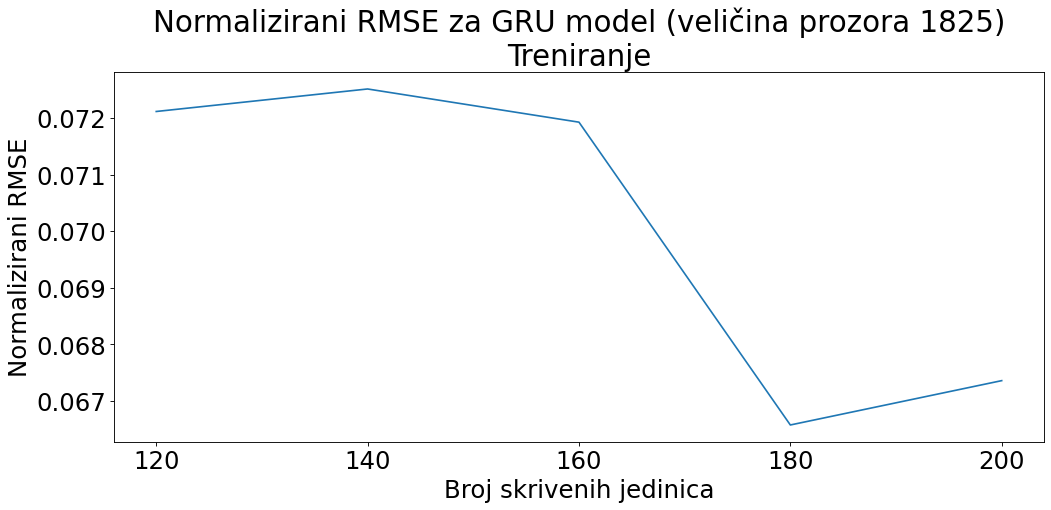 Normalizirani RMSE za GRU model (veličina prozora 1825)
Treniranje
Normalizirani RMSE
0.072
0.071
0.070
0.069
0.068
0.067
120 140 160 180 200
Broj skrivenih jedinica